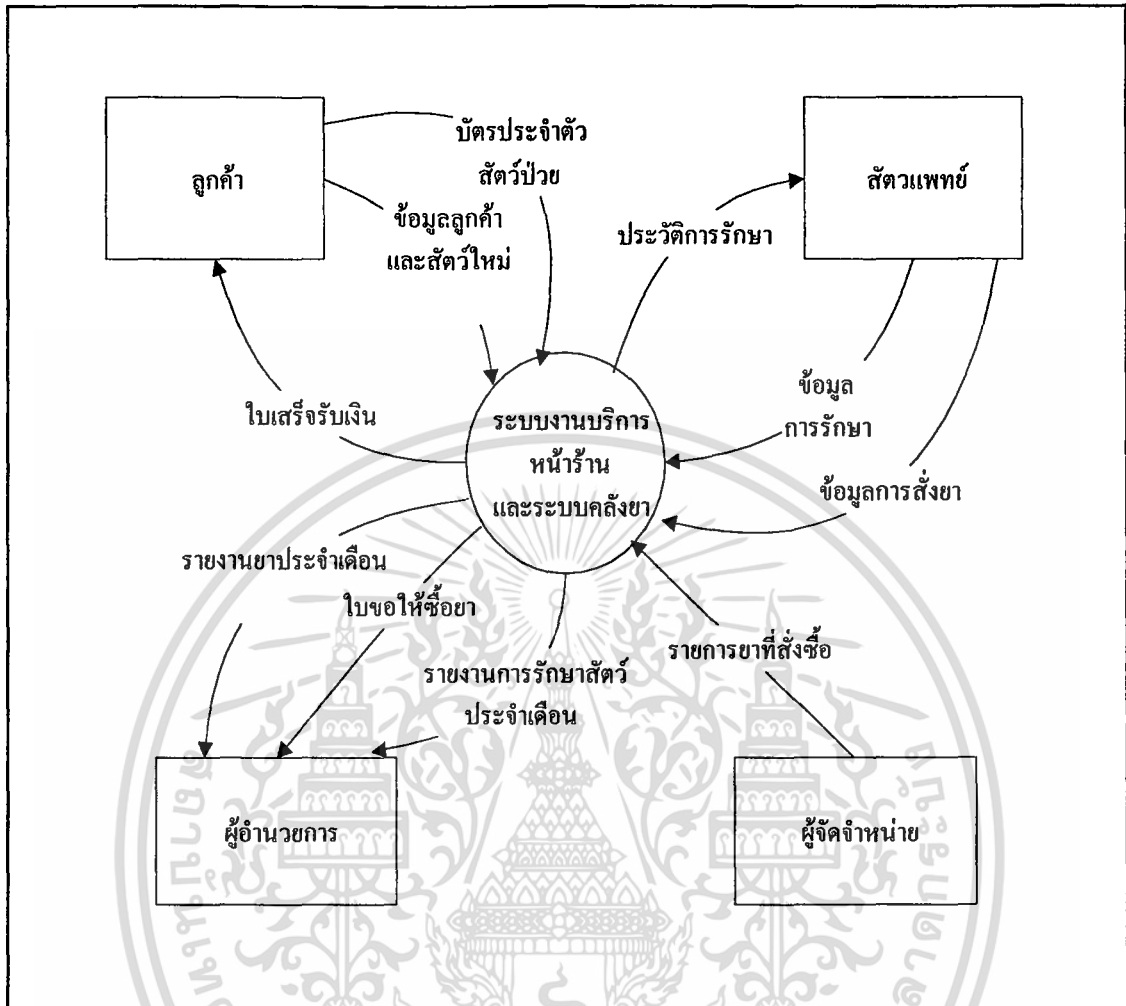 ลูกค้า
บัตรประจำตัว
สัตว์ป่วย
ข้อมูลลูกค้า
และสัตว์ใหม่
สัตวแพทย์
ประวัติการรักษา
ใบเสร็จรับเงิน
ระบบงานบริการ
หน้าร้าน
และระบบคลังยา
ข้อมูล
การรักษา
ข้อมูลการสั่งยา
รายงานยาประจำเดือน
ใบขอให้ซื้อยา
รายงานการรักษาสัตว์
ประจำเดือน
รายการยาที่สั่งซื้อ
ผู้อำนวยการ
ผู้จัดจำหน่าย